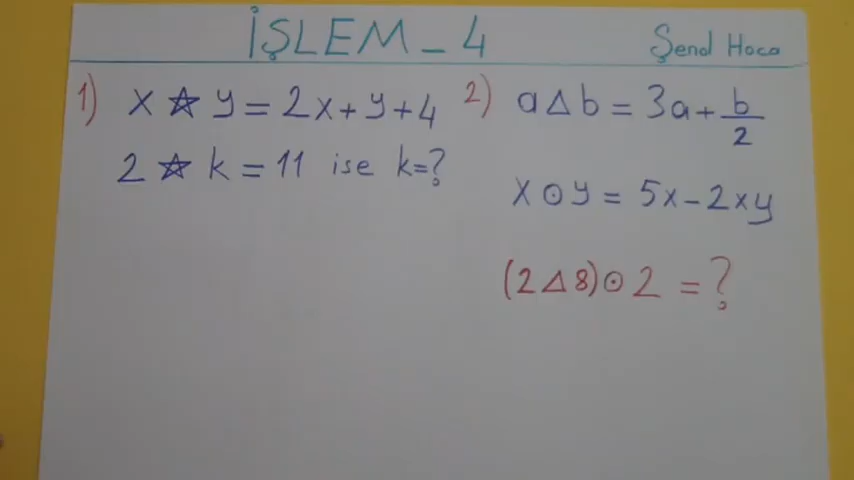 İŞLEM - 4
Şenol Hoca
1) x ☆ y = 2x + y + 4
2 ☆ k = 11 ise k = ?
2) a △ b = 3a + b/2
x ⊙ y = 5x - 2xy
(2 △ 8) ⊙ 2 = ?